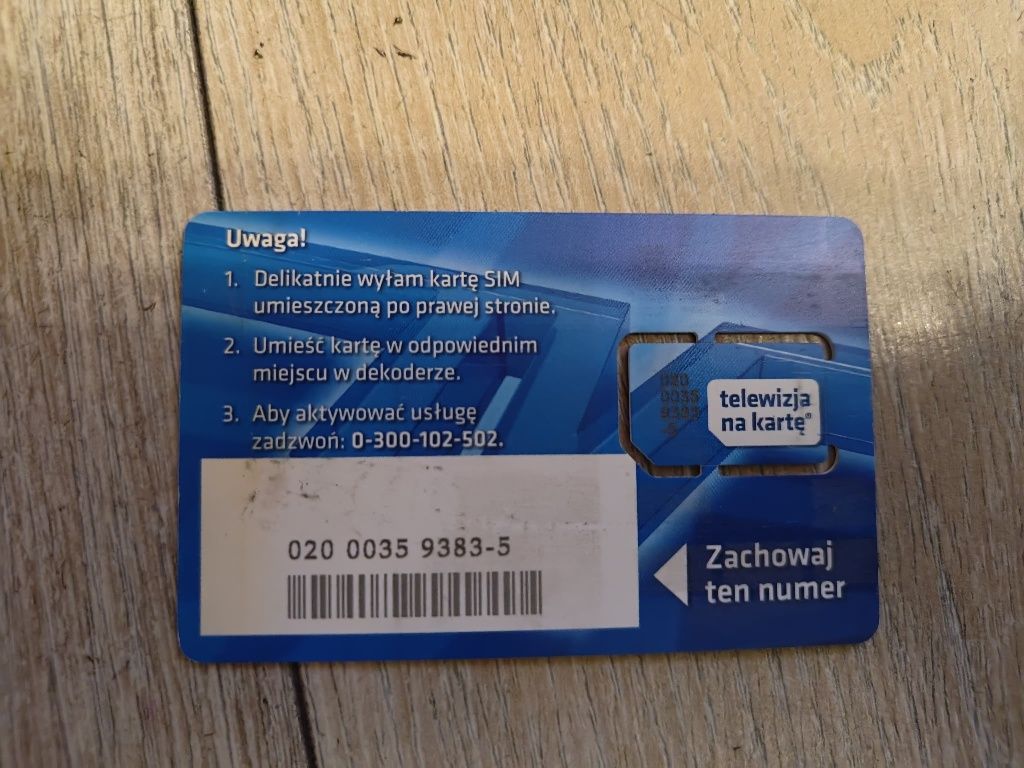 Uwaga!
1. Delikatnie wyłam kartę SIM
umieszczoną po prawej stronie.
2. Umieść kartę w odpowiednim
miejscu w dekoderze.
3. Aby aktywować usługę
zadzwoń: 0-300-102-502.
020
0035
9383
-5
telewizja
na kartę®
020 0035 9383-5
Zachowaj
ten numer